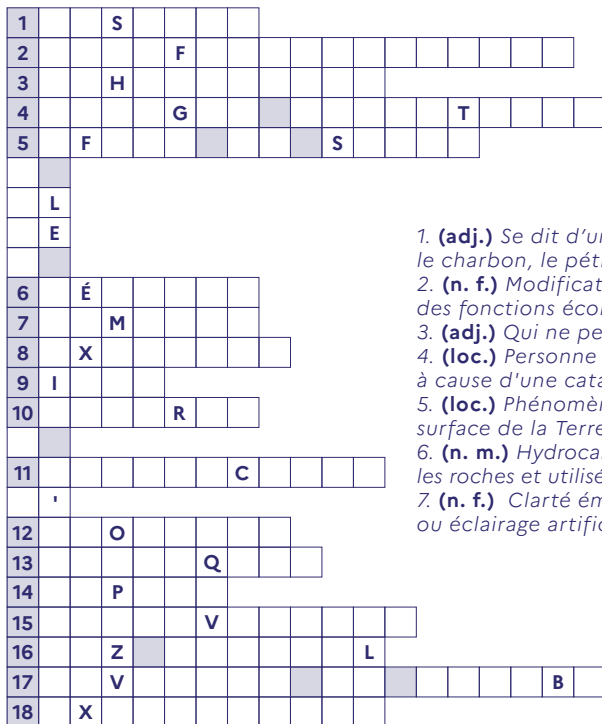 1 S
2 F
3 H
4 G T
5 F S
L
E
6 É
7 M
8 X
9 I
10 R
11 C
'
12 O
13 Q
14 P
15 V
16 Z L
17 V B
18 X
1. (adj.) Se dit d'un
le charbon, le pét
2. (n. f.) Modificat
des fonctions écon
3. (adj.) Qui ne pe
4. (loc.) Personne
à cause d'une cata
5. (loc.) Phénomèn
surface de la Terre
6. (n. m.) Hydrocar
les roches et utilisé
7. (n. f.) Clarté ém
ou éclairage artific